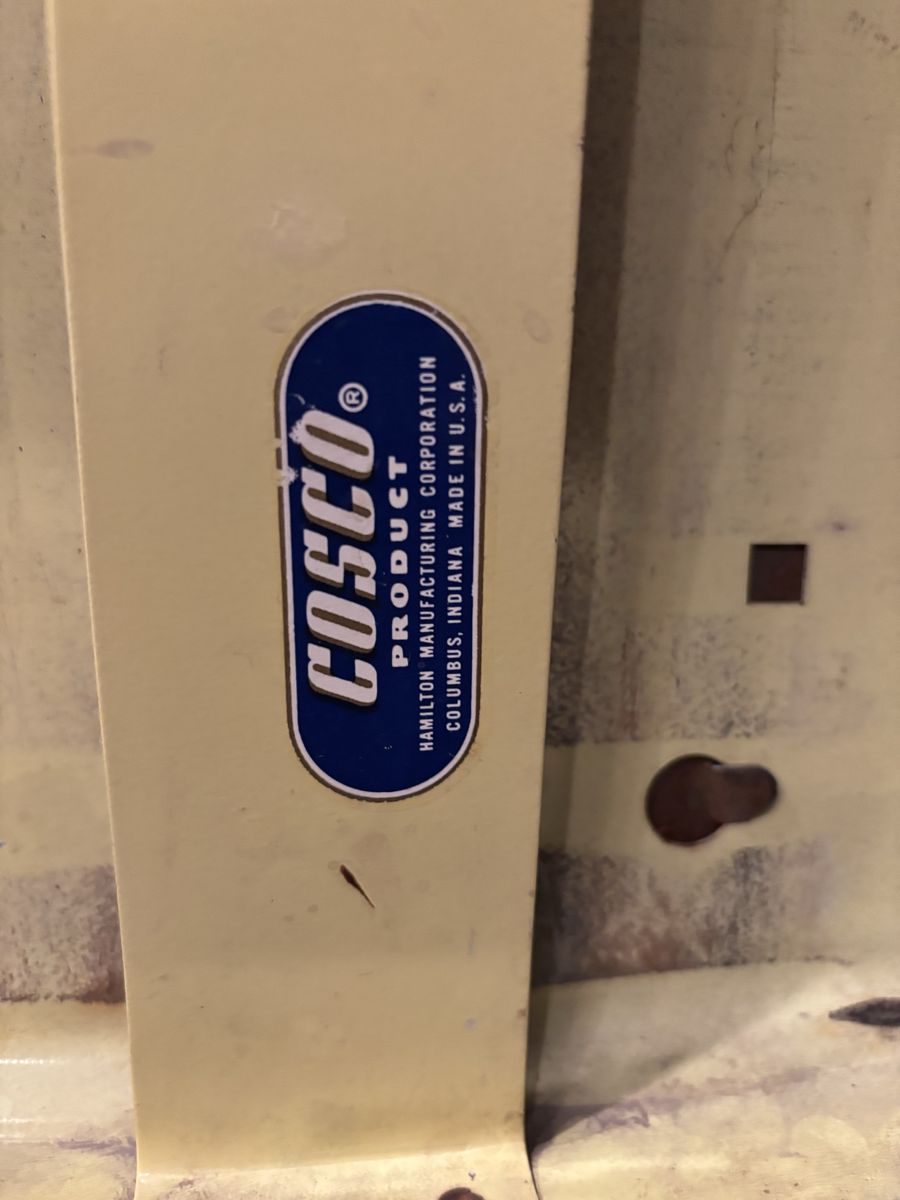 COSCO®
PRODUCT
HAMILTON MANUFACTURING CORPORATION
COLUMBUS, INDIANA MADE IN U.S.A.